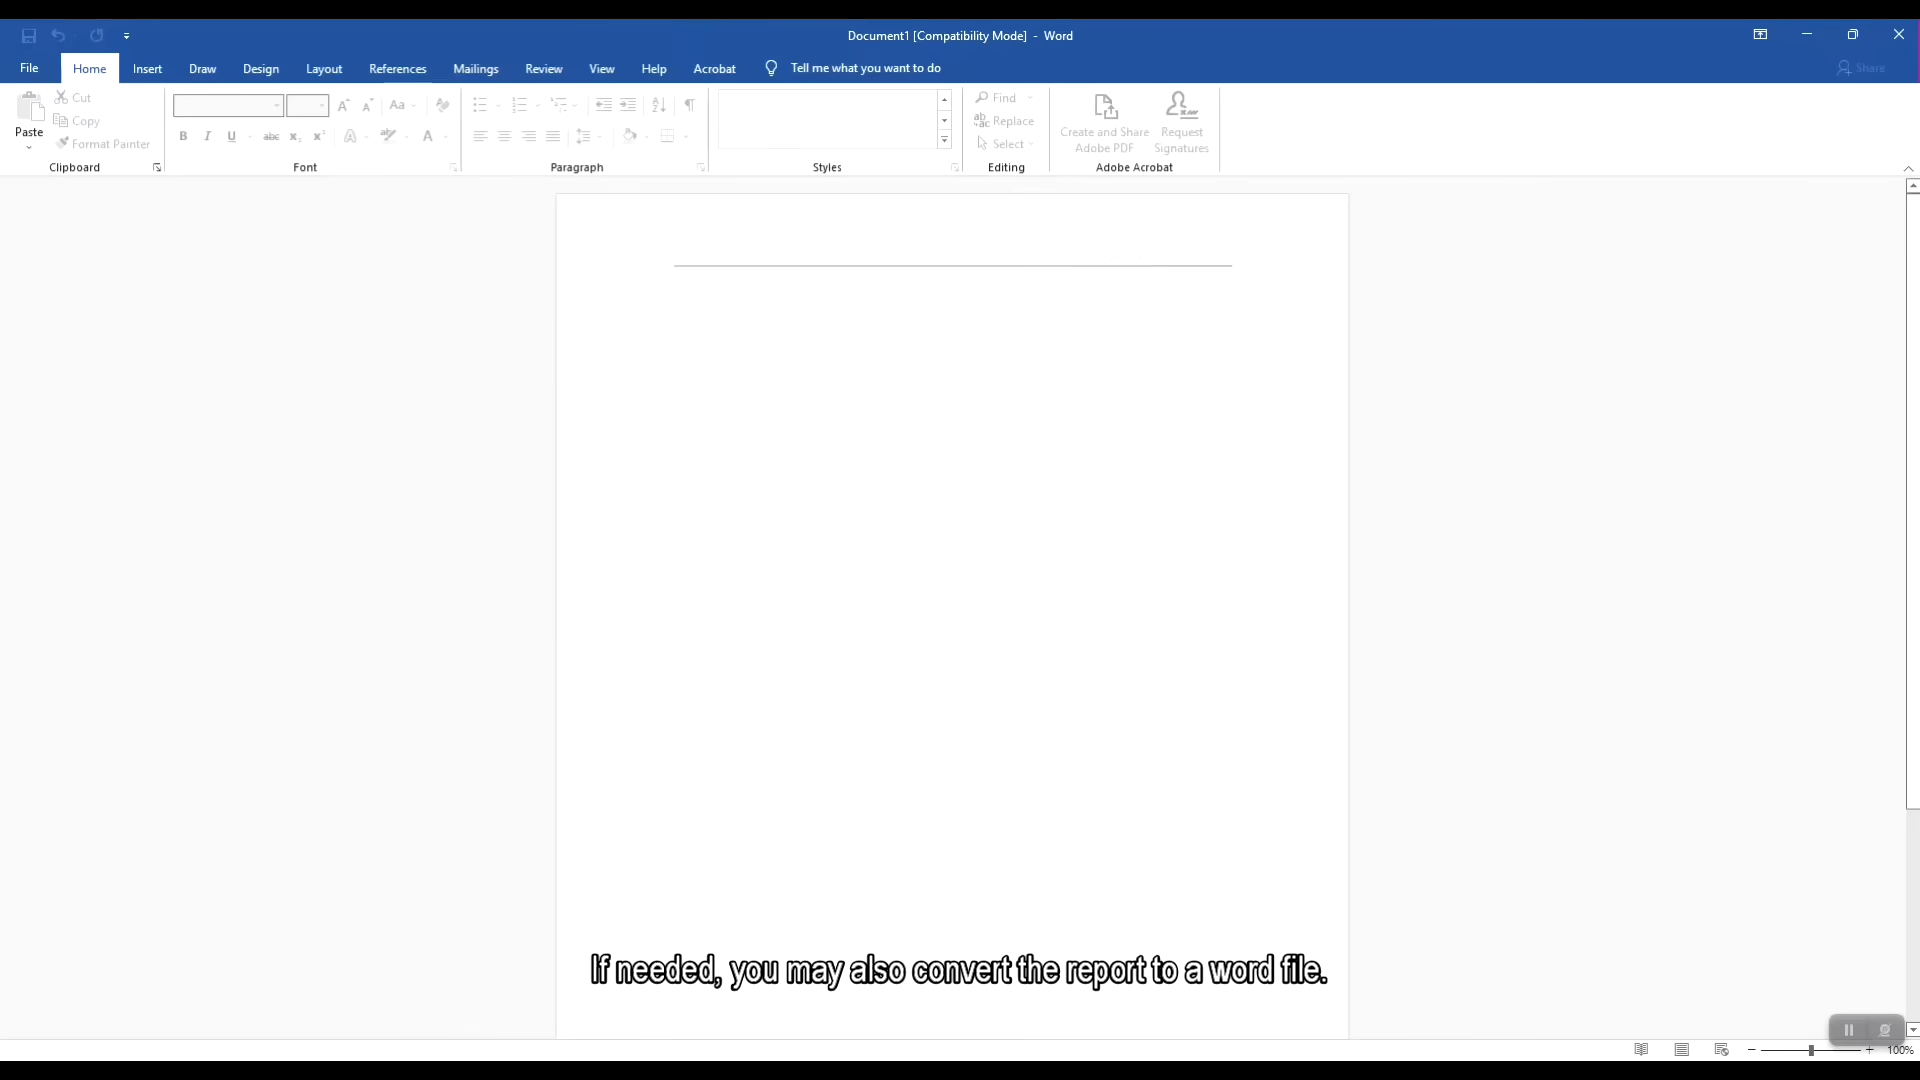 Document1 [Compatibility Mode] - Word
File Home Insert Draw Design Layout References Mailings Review View Help Acrobat Tell me what you want to do Share
Paste
Cut
Copy
Format Painter
Clipboard
Aa
B I U abc x x A ab A
Font
Paragraph
Styles
Find
Replace
Select
Editing
Create and Share
Adobe PDF
Request
Signatures
Adobe Acrobat
If needed, you may also convert the report to a word file.
100%